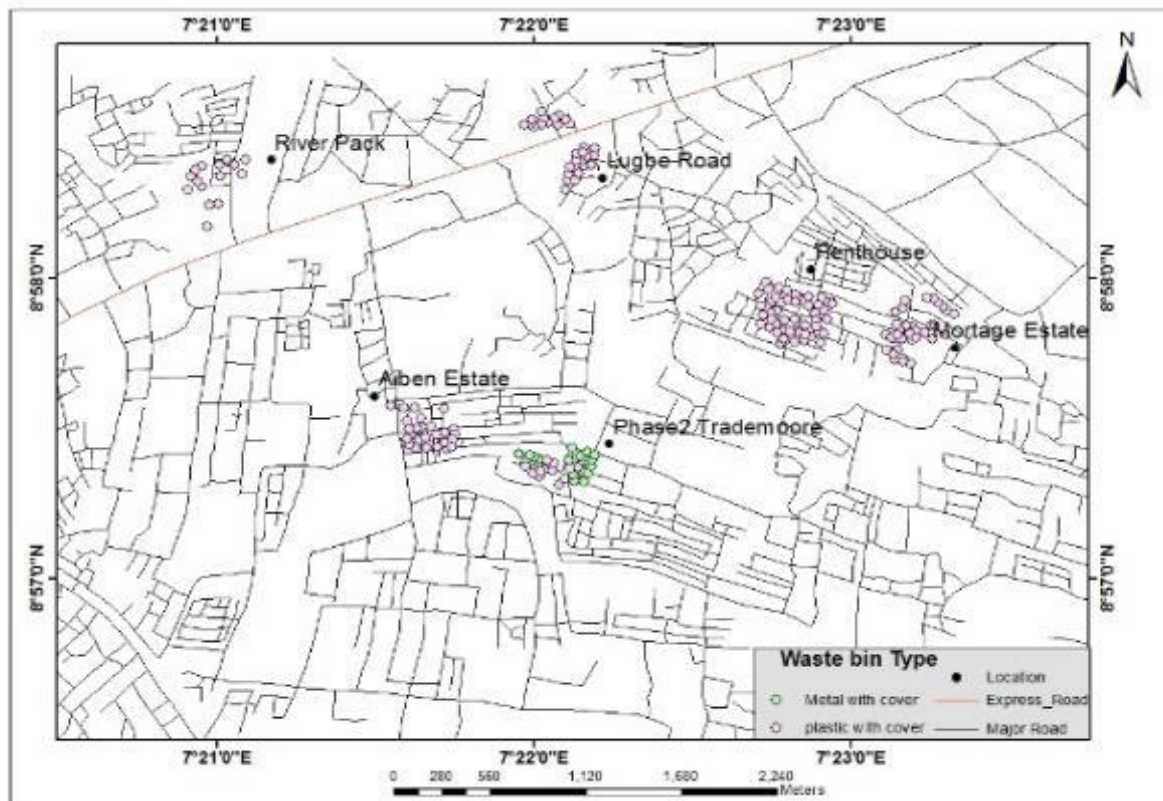 7°21'0"E 7°22'0"E 7°23'0"E
N
River Pack
Lugbe Road
Penthouse
8°58'0"N 8°58'0"N
Mortage Estate
Aiben Estate
Phase2 Trademoore
8°57'0"N 8°57'0"N
Waste bin Type
Location
Metal with cover Express_Road
plastic with cover Major Road
7°21'0"E 7°22'0"E 7°23'0"E
0 280 560 1,120 1,680 2,240
Meters